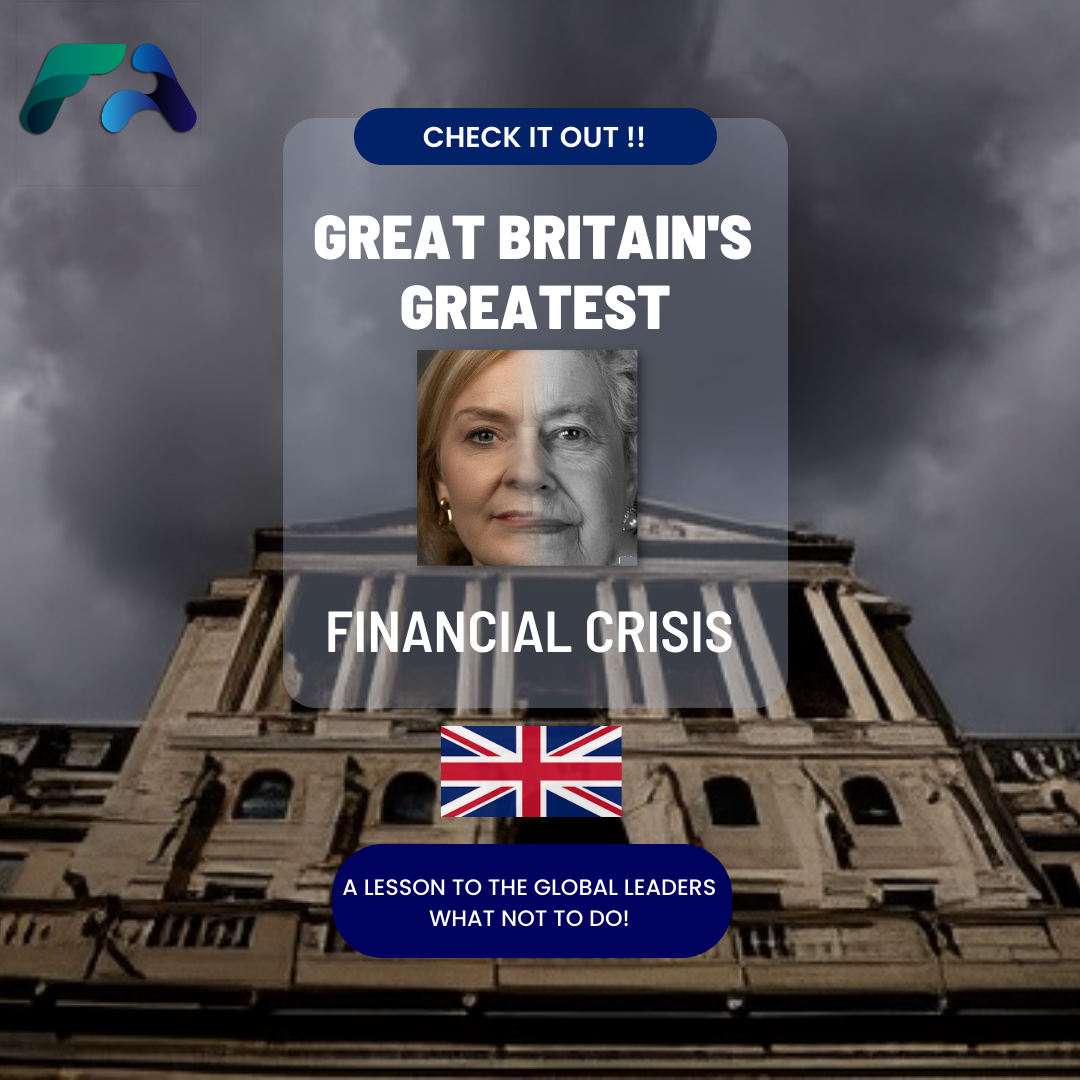 CHECK IT OUT !!
GREAT BRITAIN'S
GREATEST
FINANCIAL CRISIS
A LESSON TO THE GLOBAL LEADERS
WHAT NOT TO DO!